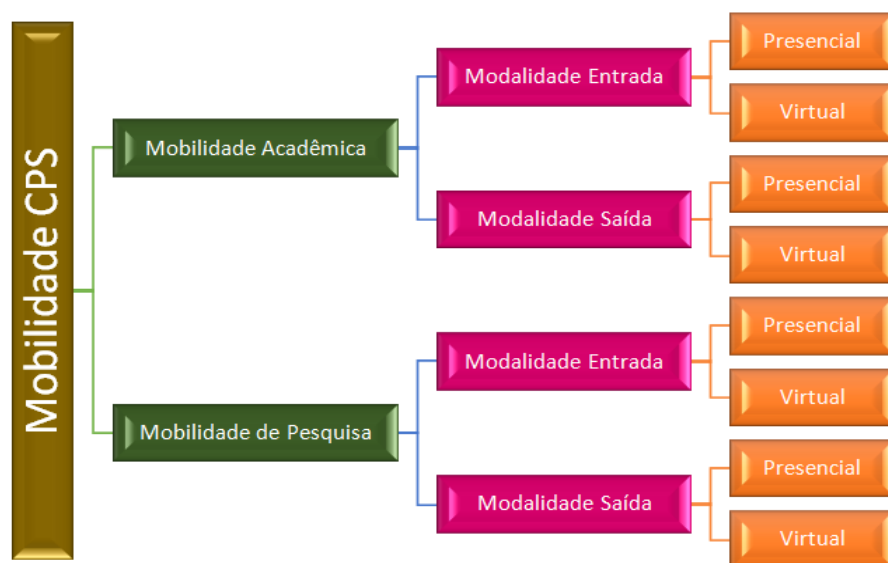 Mobilidade CPS
Mobilidade Acadêmica
Modalidade Entrada
Presencial
Virtual
Modalidade Saída
Presencial
Virtual
Mobilidade de Pesquisa
Modalidade Entrada
Presencial
Virtual
Modalidade Saída
Presencial
Virtual